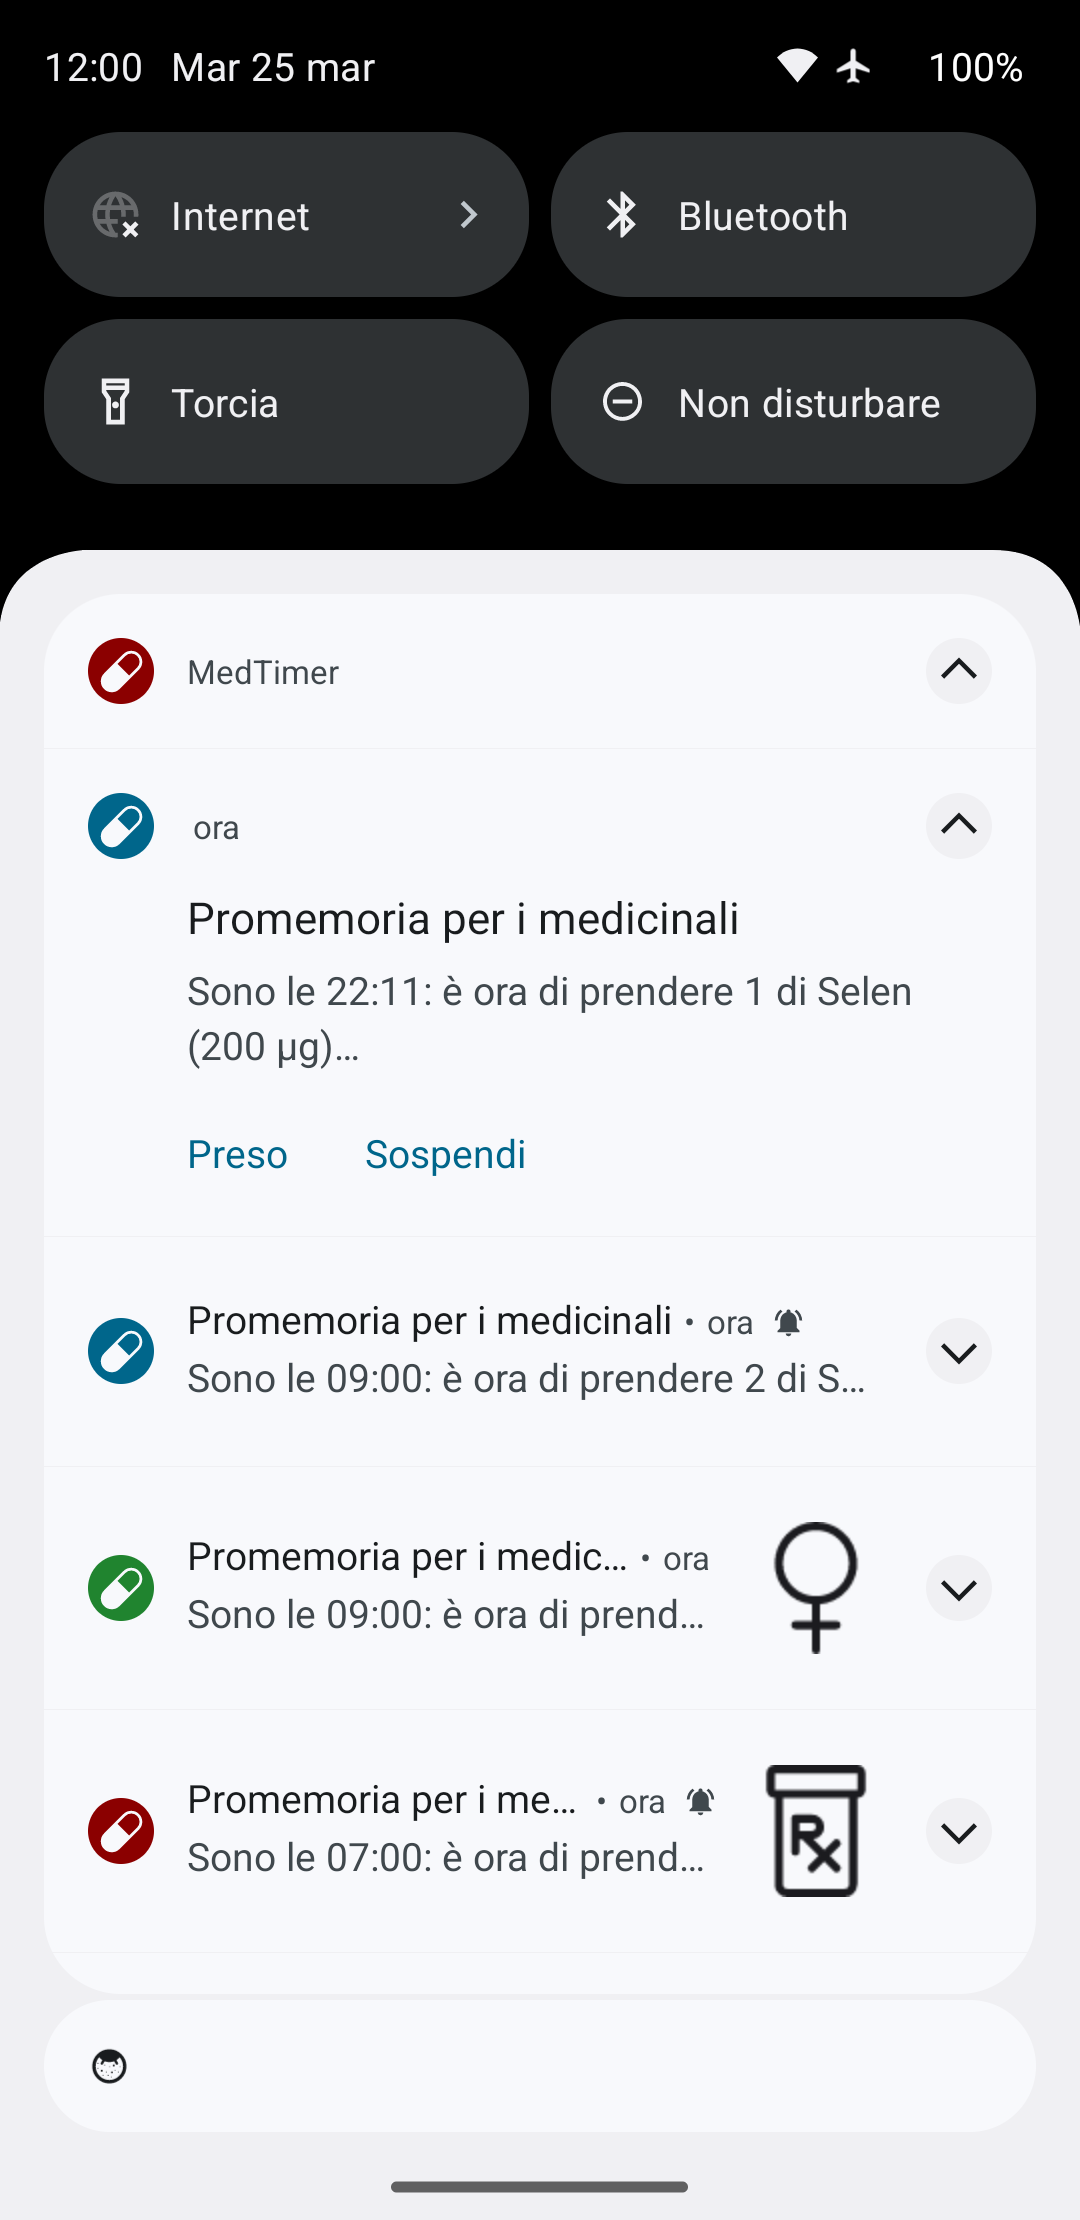 12:00 Mar 25 mar 100%
Internet
Bluetooth
Torcia
Non disturbare
MedTimer
ora
Promemoria per i medicinali
Sono le 22:11: è ora di prendere 1 di Selen
(200 µg)…
Preso Sospendi
Promemoria per i medicinali • ora
Sono le 09:00: è ora di prendere 2 di S…
Promemoria per i medic… • ora
Sono le 09:00: è ora di prend…
Promemoria per i me… • ora
Sono le 07:00: è ora di prend…
Rx